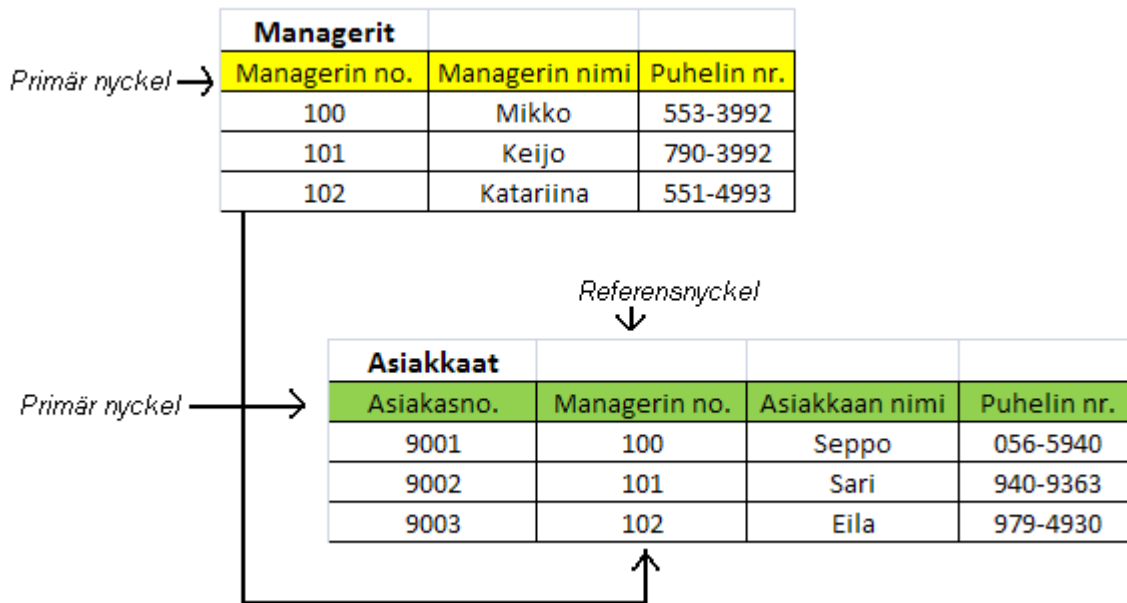 Managerit
Primär nyckel
Managerin no. Managerin nimi Puhelin nr.
100 Mikko 553-3992
101 Keijo 790-3992
102 Katariina 551-4993
Referensnyckel
Asiakkaat
Primär nyckel
Asiakasno. Managerin no. Asiakkaan nimi Puhelin nr.
9001 100 Seppo 056-5940
9002 101 Sari 940-9363
9003 102 Eila 979-4930